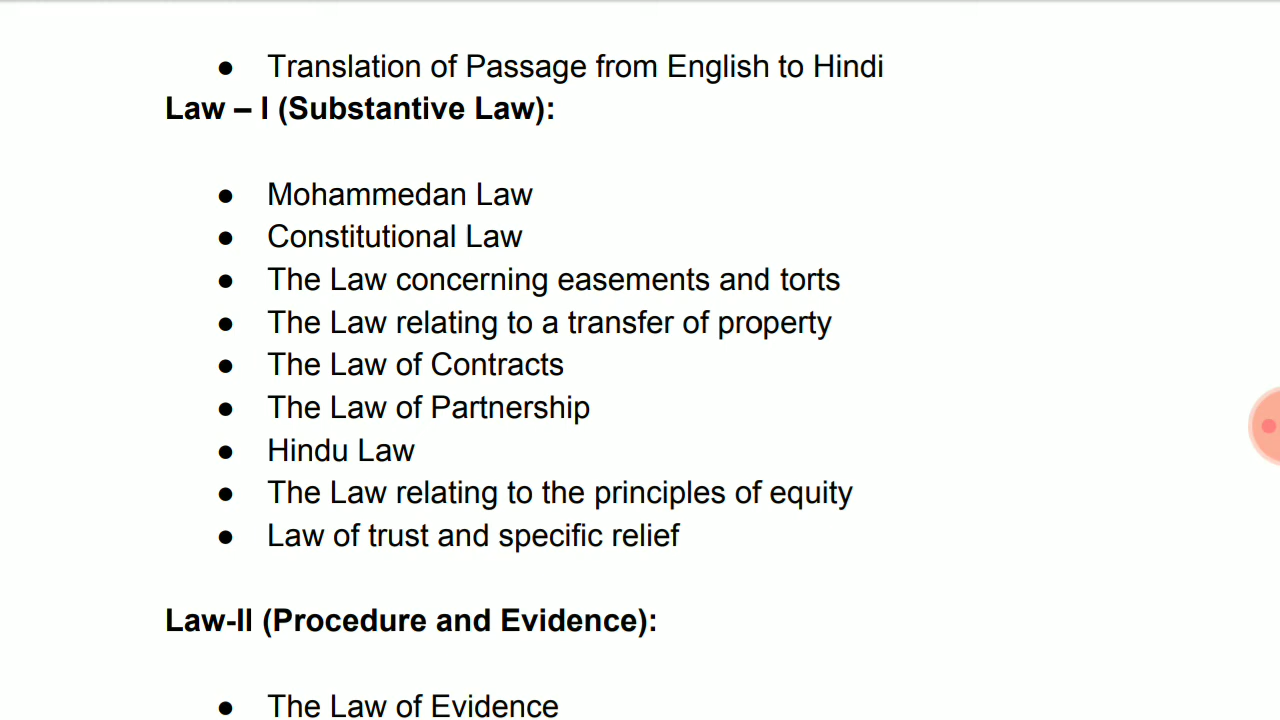 ● Translation of Passage from English to Hindi
Law – I (Substantive Law):
● Mohammedan Law
● Constitutional Law
● The Law concerning easements and torts
● The Law relating to a transfer of property
● The Law of Contracts
● The Law of Partnership
● Hindu Law
● The Law relating to the principles of equity
● Law of trust and specific relief
Law-II (Procedure and Evidence):
● The Law of Evidence